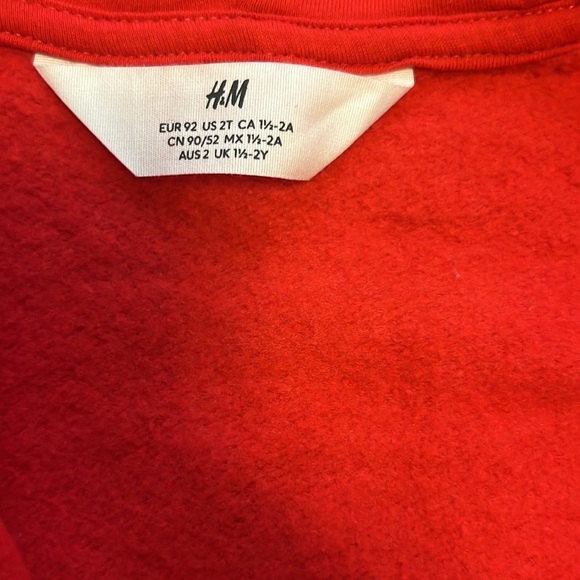 H&M
EUR 92 US 2T CA 1½-2A
CN 90/52 MX 1½-2A
AUS 2 UK 1½-2Y